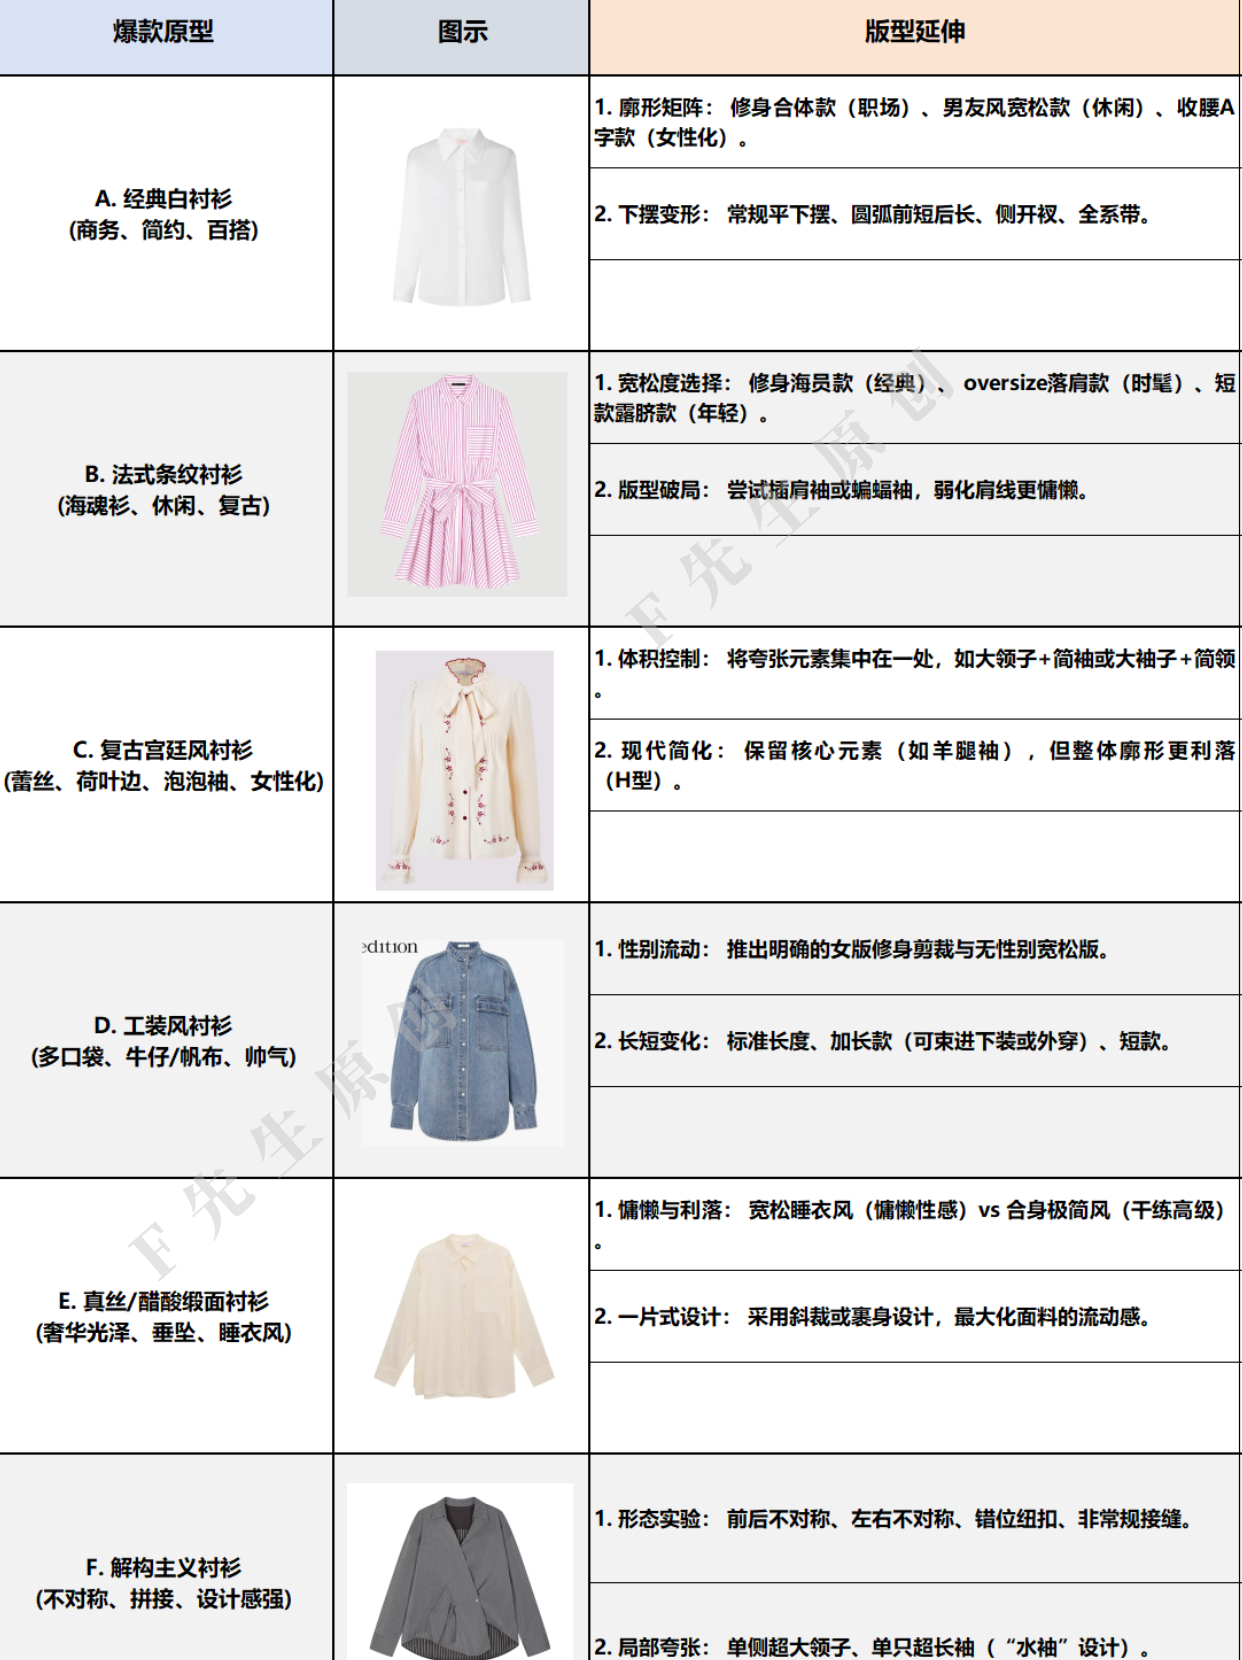 爆款原型
图示
版型延伸
A. 经典白衬衫
(商务、简约、百搭)
1. 廓形矩阵： 修身合体款（职场）、男友风宽松款（休闲）、收腰A
字款（女性化）。
2. 下摆变形： 常规平下摆、圆弧前短后长、侧开衩、全系带。
B. 法式条纹衬衫
(海魂衫、休闲、复古)
1. 宽松度选择： 修身海员款（经典）、 oversize落肩款（时髦）、短
款露脐款（年轻）。
2. 版型破局： 尝试插肩袖或蝙蝠袖，弱化肩线更慵懒。
F先生原创
C. 复古宫廷风衬衫
(蕾丝、荷叶边、泡泡袖、女性化)
1. 体积控制： 将夸张元素集中在一处，如大领子+简袖或大袖子+简领
。
2. 现代简化： 保留核心元素（如羊腿袖），但整体廓形更利落
（H型）。
D. 工装风衬衫
(多口袋、牛仔/帆布、帅气)
edition
1. 性别流动： 推出明确的女版修身剪裁与无性别宽松版。
2. 长短变化： 标准长度、加长款（可束进下装或外穿）、短款。
F先生原创
E. 真丝/醋酸缎面衬衫
(奢华光泽、垂坠、睡衣风)
1. 慵懒与利落： 宽松睡衣风（慵懒性感）vs 合身极简风（干练高级）
。
2. 一片式设计： 采用斜裁或裹身设计，最大化面料的流动感。
F. 解构主义衬衫
(不对称、拼接、设计感强)
1. 形态实验： 前后不对称、左右不对称、错位纽扣、非常规接缝。
2. 局部夸张： 单侧超大领子、单只超长袖（“水袖”设计）。